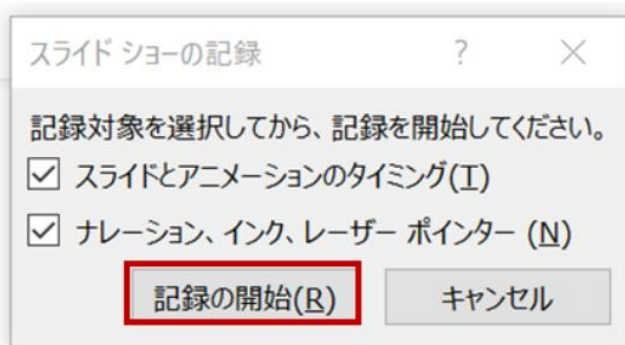 スライド ショーの記録 ?
記録対象を選択してから、記録を開始してください。
スライドとアニメーションのタイミング(T)
ナレーション、インク、レーザー ポインター (N)
記録の開始(R) キャンセル